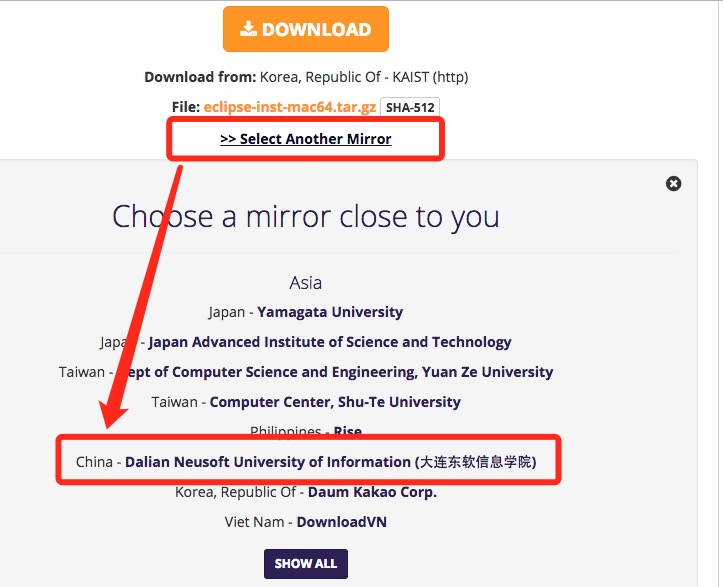 DOWNLOAD
Download from: Korea, Republic Of - KAIST (http)
File: eclipse-inst-mac64.tar.gz SHA-512
>> Select Another Mirror
Choose a mirror close to you
Asia
Japan - Yamagata University
Japan - Japan Advanced Institute of Science and Technology
Taiwan - Dept of Computer Science and Engineering, Yuan Ze University
Taiwan - Computer Center, Shu-Te University
Philippines - Rise
China - Dalian Neusoft University of Information (大连东软信息学院)
Korea, Republic Of - Daum Kakao Corp.
Viet Nam - DownloadVN
SHOW ALL